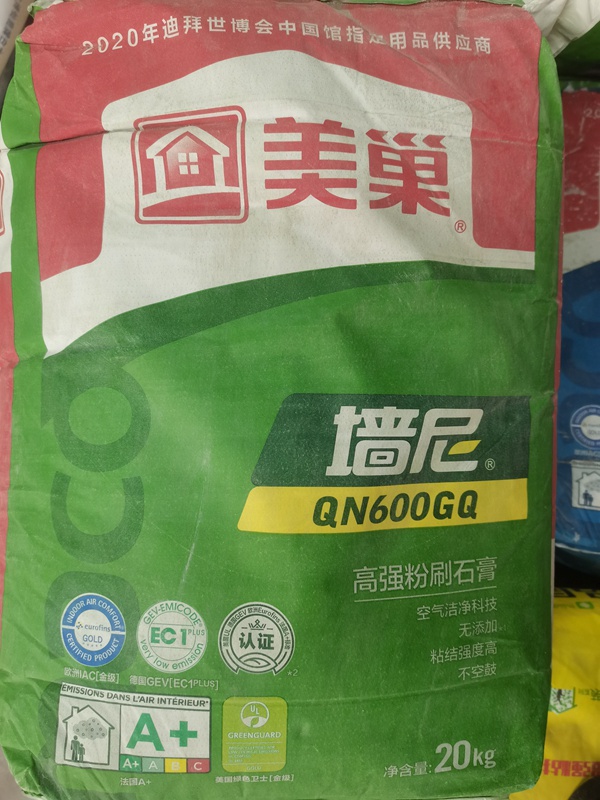 2020年迪拜世博会中国馆指定用品供应商
美巢®
墙尼®
QN600GQ
高强粉刷石膏
空气洁净科技
无添加
粘结强度高
不空鼓
INDOOR AIR COMFORT
eurofins
GOLD
CERTIFIED PRODUCT
GEV-EMICODE
EC1PLUS
very low emission
认证
*2
欧洲IAC[金级]
德国GEV[EC1PLUS]
ÉMISSIONS DANS L'AIR INTÉRIEUR*
A+
A+ A B C
法国A+
UL
GREENGUARD
美国绿色卫士[金级]
净含量:20kg